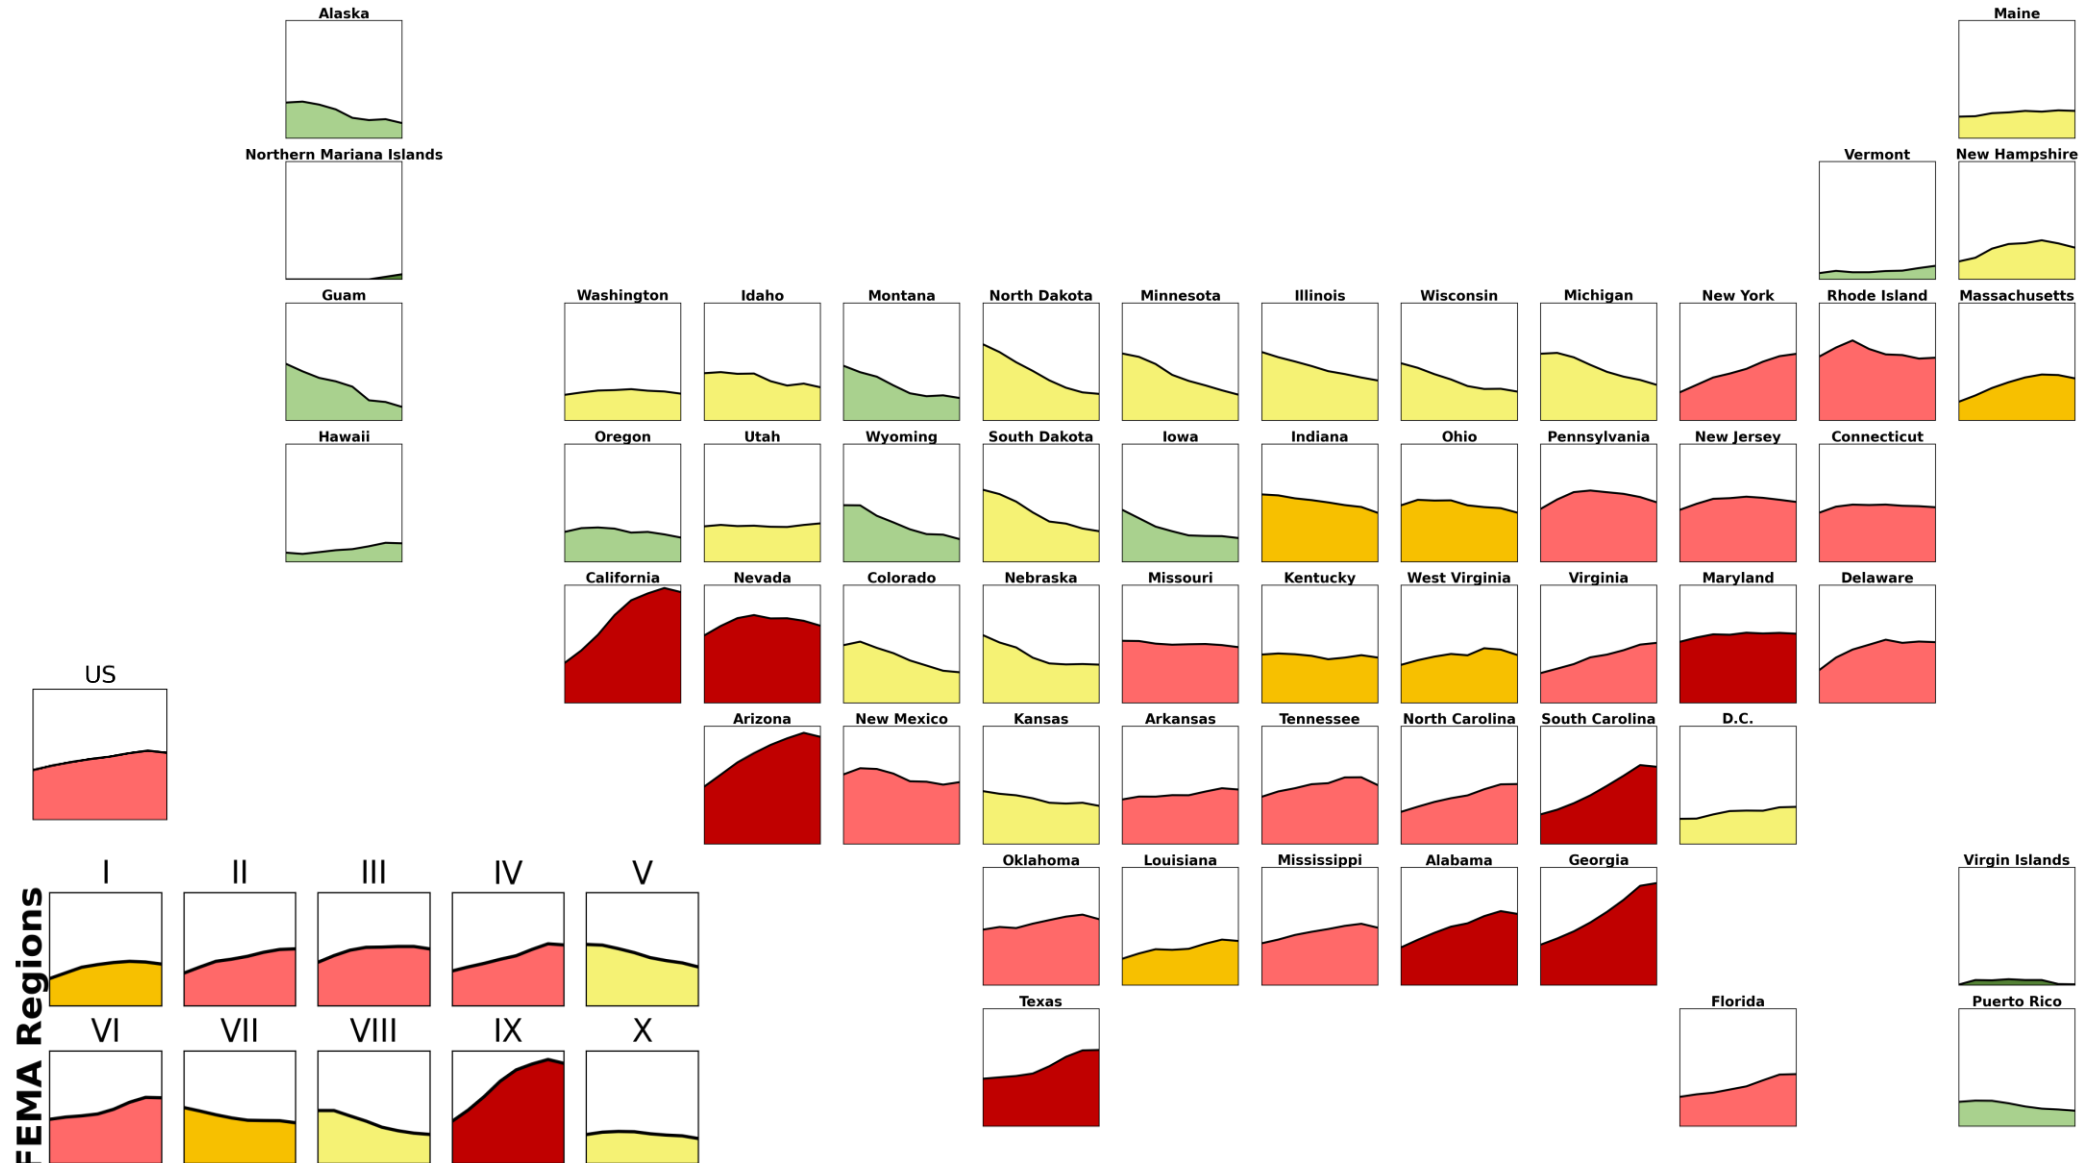 Alaska
Maine
Northern Mariana Islands
Vermont
New Hampshire
Guam
Washington
Idaho
Montana
North Dakota
Minnesota
Illinois
Wisconsin
Michigan
New York
Rhode Island
Massachusetts
Hawaii
Oregon
Utah
Wyoming
South Dakota
Iowa
Indiana
Ohio
Pennsylvania
New Jersey
Connecticut
California
Nevada
Colorado
Nebraska
Missouri
Kentucky
West Virginia
Virginia
Maryland
Delaware
US
Arizona
New Mexico
Kansas
Arkansas
Tennessee
North Carolina
South Carolina
D.C.
Oklahoma
Louisiana
Mississippi
Alabama
Georgia
Virgin Islands
Texas
Florida
Puerto Rico
FEMA Regions
I
II
III
IV
V
VI
VII
VIII
IX
X